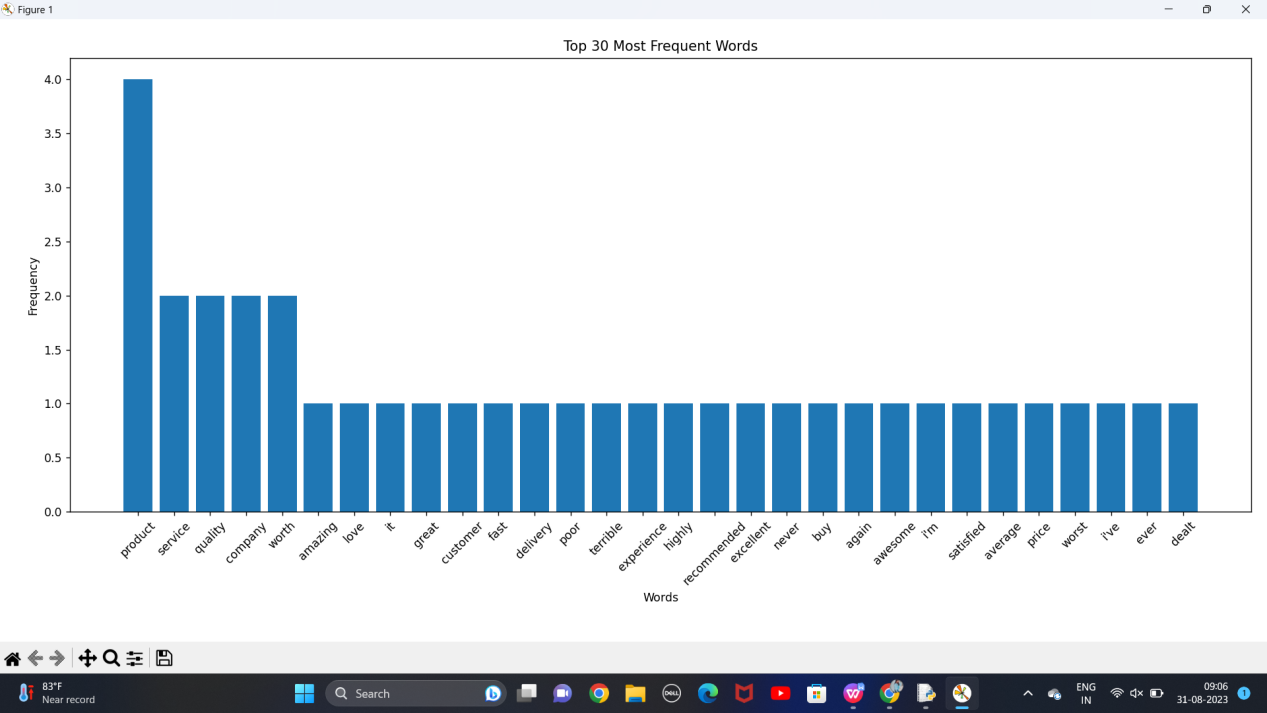 Figure 1
Top 30 Most Frequent Words
4.0
3.5
3.0
2.5
2.0
1.5
1.0
0.5
0.0
Frequency
product
service
quality
company
worth
amazing
love
it
great
customer
fast
delivery
poor
terrible
experience
highly
recommended
excellent
never
buy
again
awesome
i'm
satisfied
average
price
worst
i've
ever
dealt
Words
83°F
Near record
Search
DELL
ENG
IN
09:06
31-08-2023
1